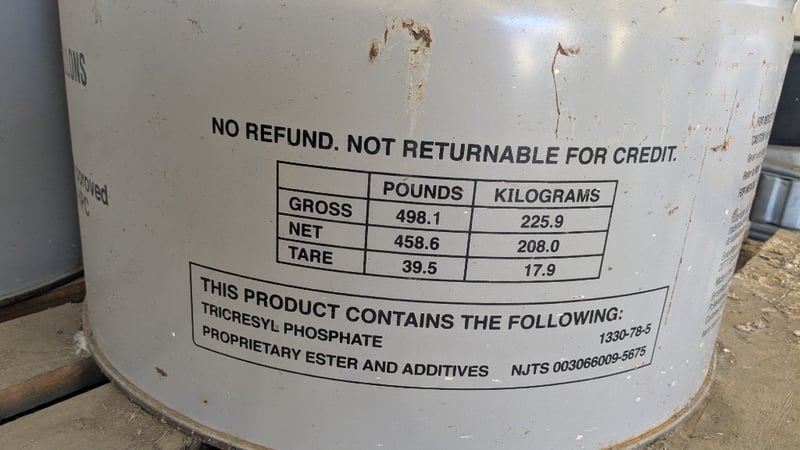 NO REFUND. NOT RETURNABLE FOR CREDIT.
POUNDS KILOGRAMS
GROSS 498.1 225.9
NET 458.6 208.0
TARE 39.5 17.9
THIS PRODUCT CONTAINS THE FOLLOWING:
TRICRESYL PHOSPHATE 1330-78-5
PROPRIETARY ESTER AND ADDITIVES NJTS 003066009-5675